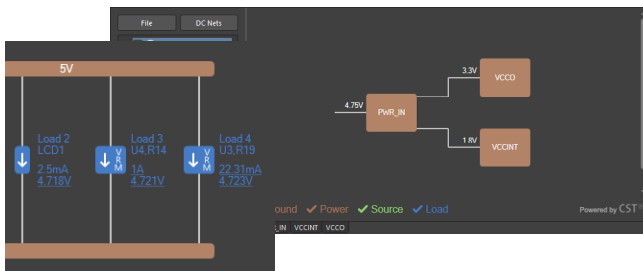 File
DC Nets
5V
Load 2
LCD1
2.5mA
4.718V
VRM
Load 3
U4,R14
1A
4.721V
VRM
Load 4
U3,R19
22.31mA
4.723V
4.75V
PWR_IN
3.3V
VCCO
1.8V
VCCINT
ound ✓ Power ✓ Source ✓ Load
Powered by CST®
R_IN VCCINT VCCO